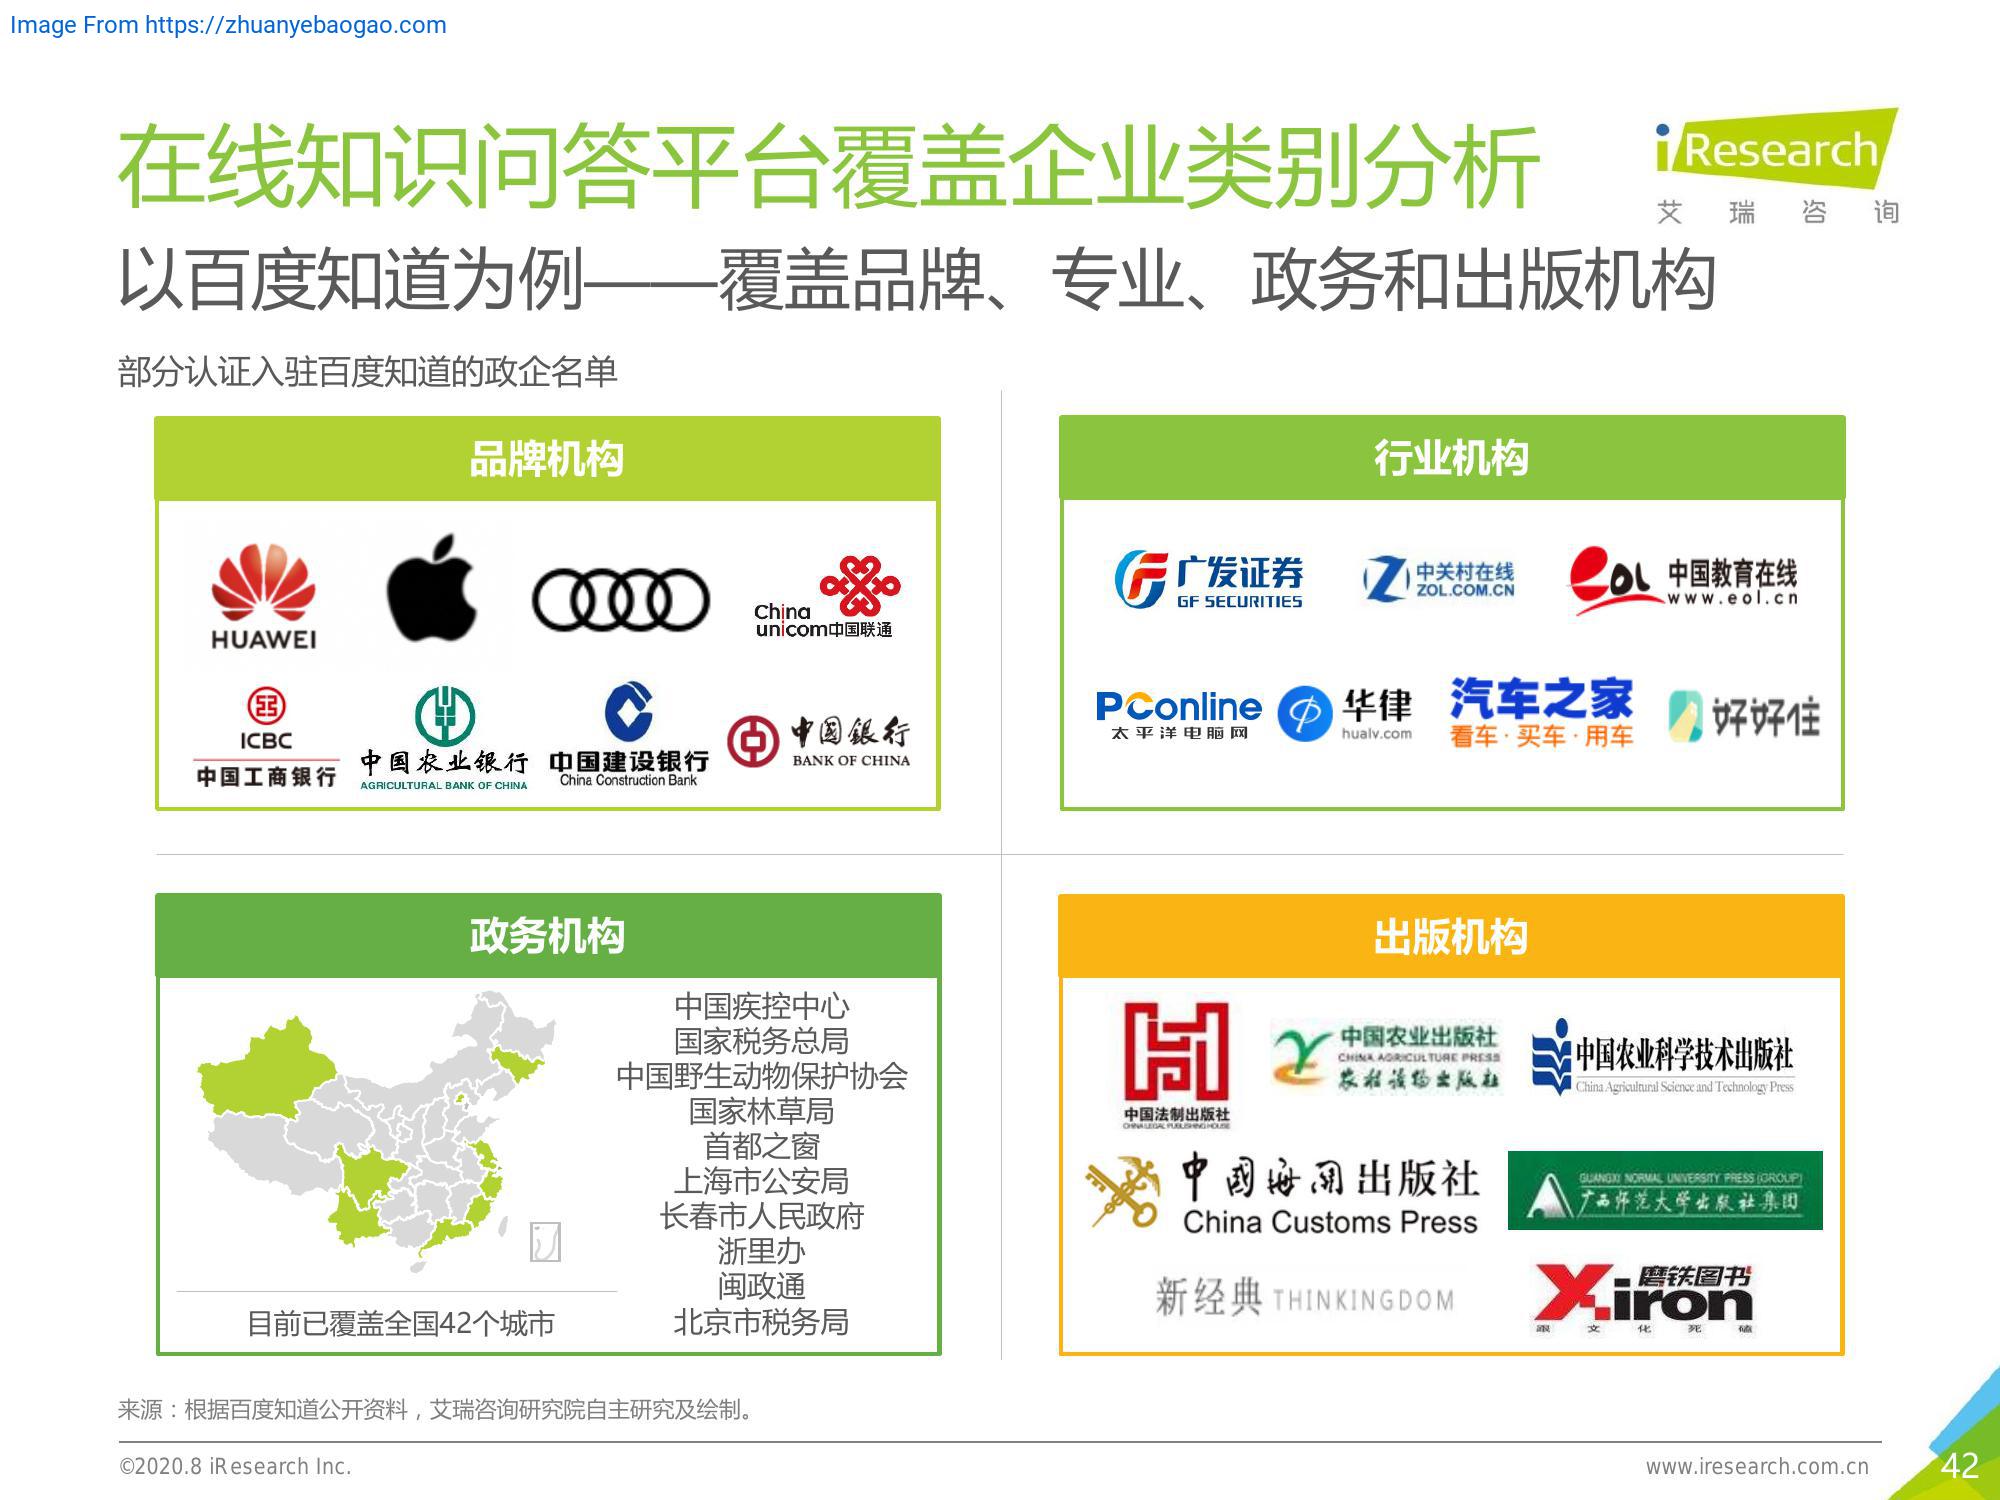 Image From https://zhuanyebaogao.com
在线知识问答平台覆盖企业类别分析
iResearch
艾瑞咨询
以百度知道为例——覆盖品牌、专业、政务和出版机构
部分认证入驻百度知道的政企名单
品牌机构
HUAWEI
China
unicom中国联通
ICBC
中国工商银行
中国农业银行
AGRICULTURAL BANK OF CHINA
中国建设银行
China Construction Bank
中国銀行
BANK OF CHINA
行业机构
广发证券
GF SECURITIES
中关村在线
ZOL.COM.CN
eOL 中国教育在线
www.eol.cn
PConline
太平洋电脑网
华律
hualv.com
汽车之家
看车·买车·用车
好好住
政务机构
中国疾控中心
国家税务总局
中国野生动物保护协会
国家林草局
首都之窗
上海市公安局
长春市人民政府
浙里办
闽政通
北京市税务局
目前已覆盖全国42个城市
出版机构
中国法制出版社
CHINA LEGAL PUBLISHING HOUSE
中国农业出版社
CHINA AGRICULTURE PRESS
农村读物出版社
中国农业科学技术出版社
China Agricultural Science and Technology Press
中国海关出版社
China Customs Press
GUANGXI NORMAL UNIVERSITY PRESS (GROUP)
广西师范大学出版社集团
新经典 THINKINGDOM
磨铁图书
Xiron
跟文化死磕
来源：根据百度知道公开资料，艾瑞咨询研究院自主研究及绘制。
©2020.8 iResearch Inc.
www.iresearch.com.cn
42